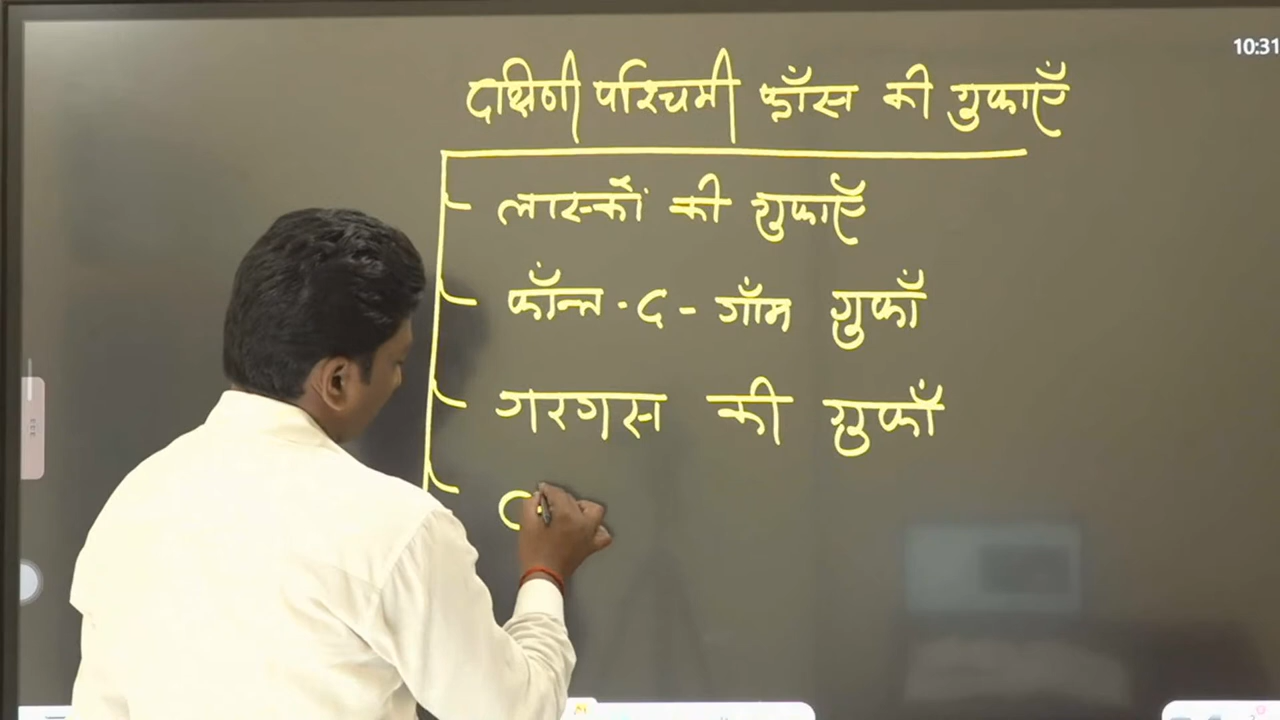 10:31
दक्षिणी पश्चिमी फ्राँस की गुफाएँ
लास्कों की गुफाएँ
फॉन्त-द-गाँम गुफाँ
गरगस की गुफाँ